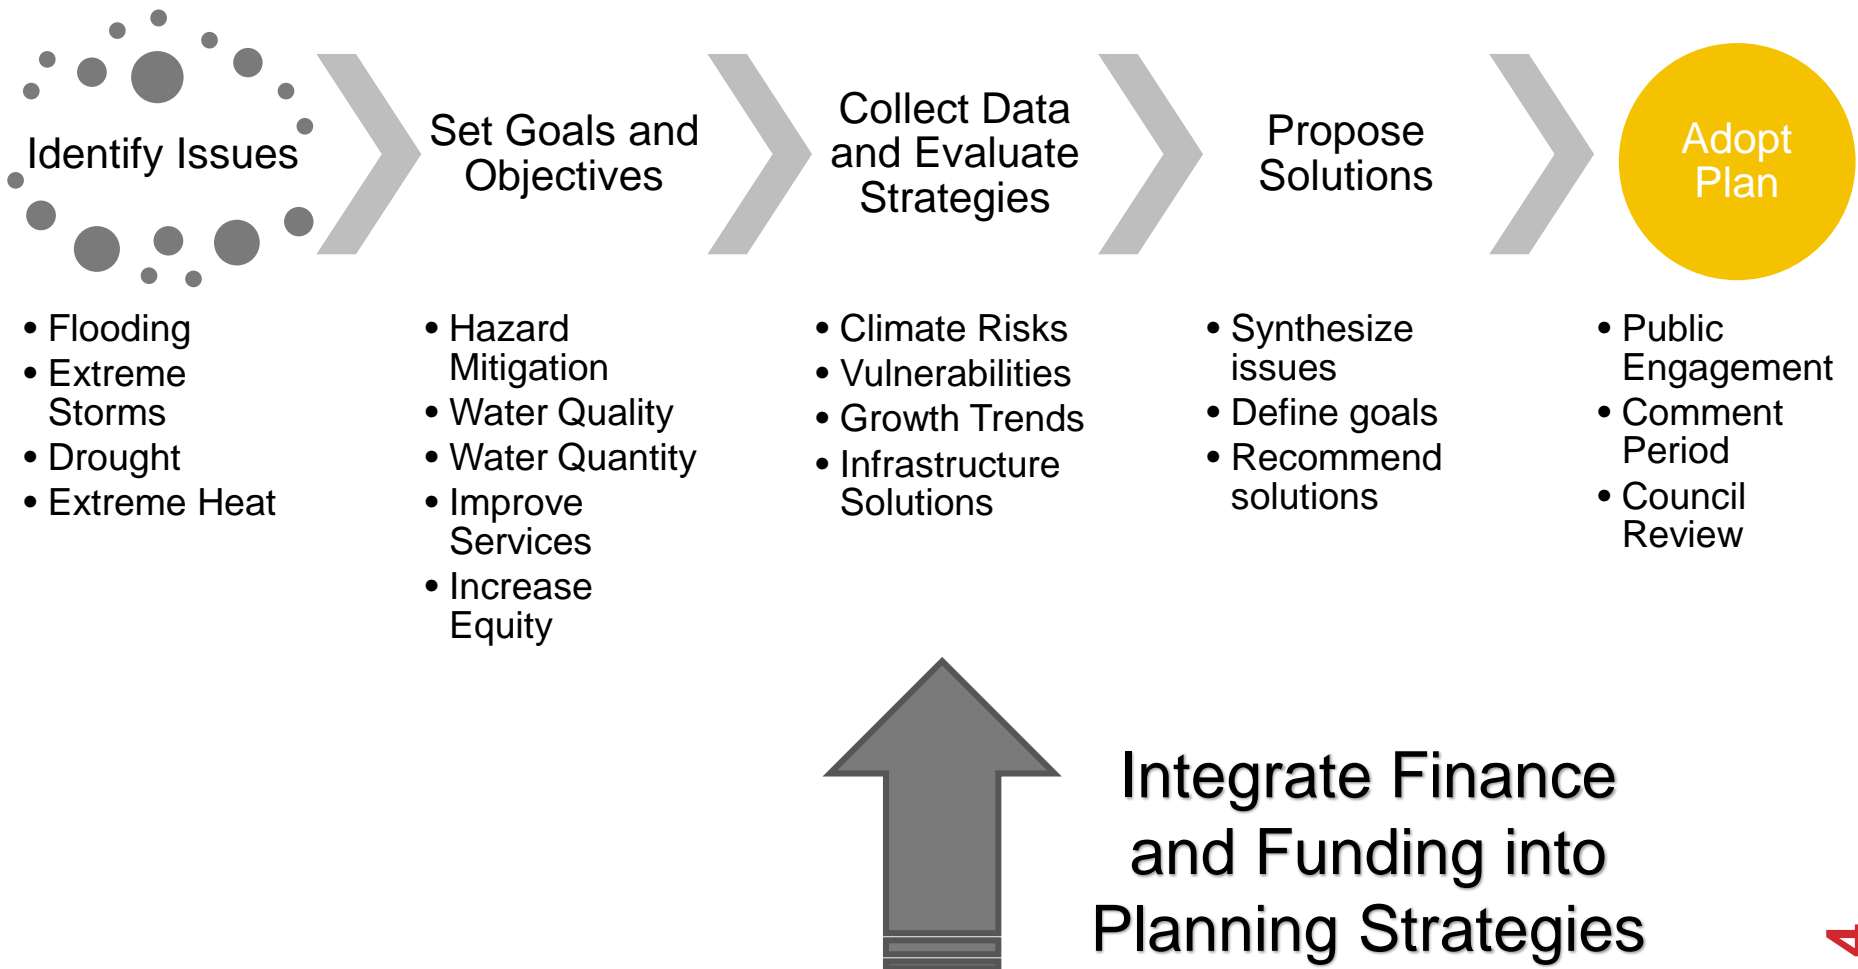 Identify Issues
Set Goals and
Objectives
Collect Data
and Evaluate
Strategies
Propose
Solutions
Adopt
Plan
• Flooding
• Extreme
Storms
• Drought
• Extreme Heat
• Hazard
Mitigation
• Water Quality
• Water Quantity
• Improve
Services
• Increase
Equity
• Climate Risks
• Vulnerabilities
• Growth Trends
• Infrastructure
Solutions
• Synthesize
issues
• Define goals
• Recommend
solutions
• Public
Engagement
• Comment
Period
• Council
Review
Integrate Finance
and Funding into
Planning Strategies